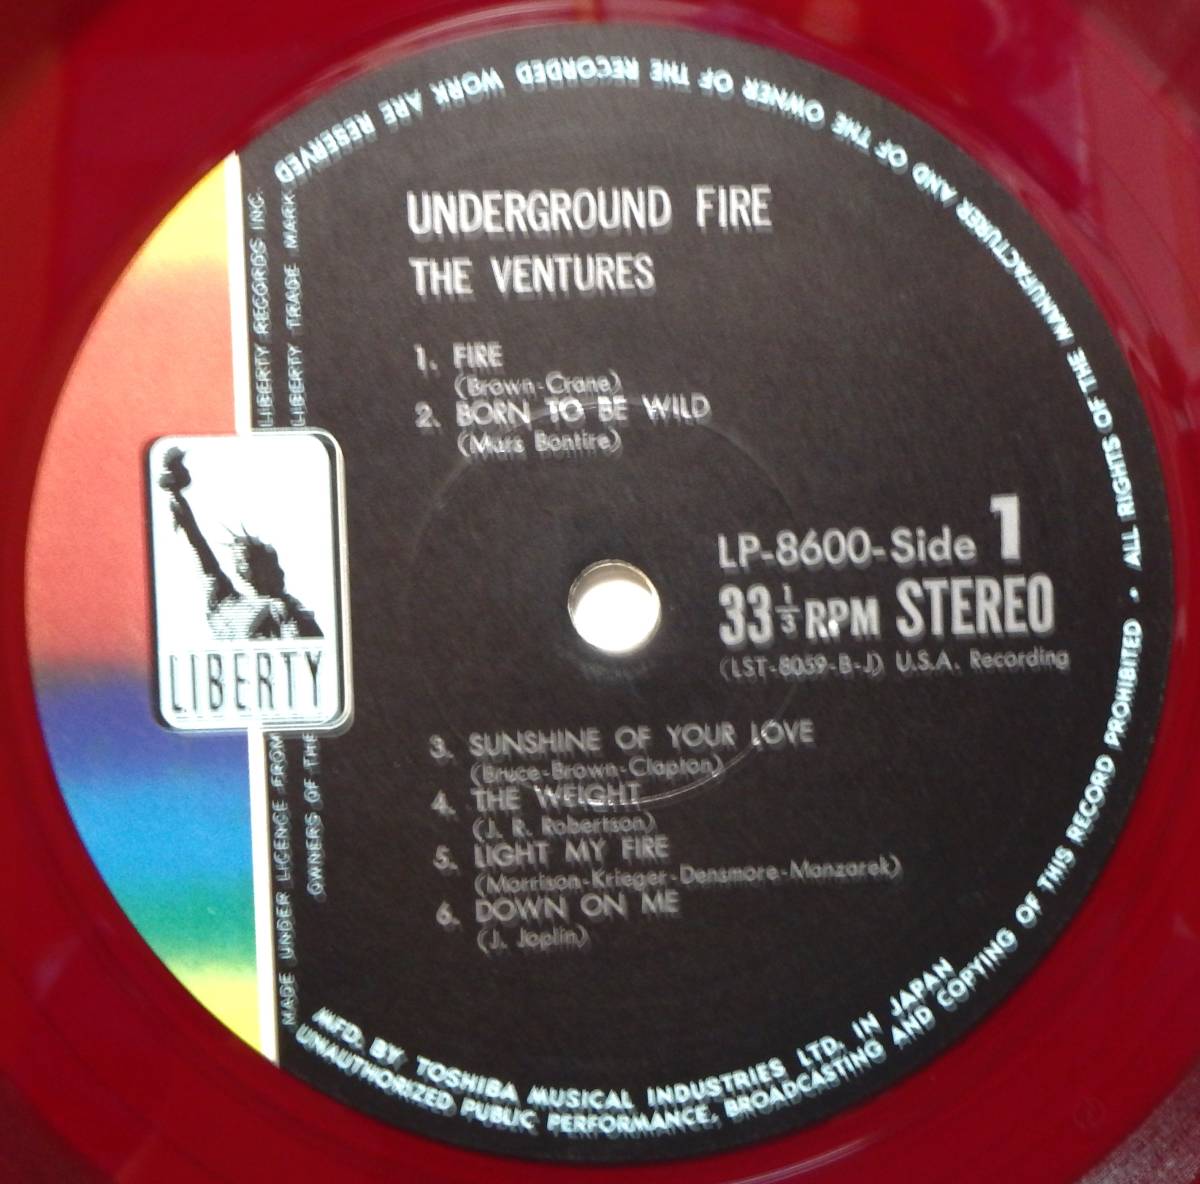 UNDERGROUND FIRE
THE VENTURES
1. FIRE
(Brown-Crane)
2. BORN TO BE WILD
(Mars Bonfire)
LP-8600-Side 1
33 1/3 RPM STEREO
(LST-8059-B-J) U.S.A. Recording
3. SUNSHINE OF YOUR LOVE
(Bruce-Brown-Clapton)
4. THE WEIGHT
(J. R. Robertson)
5. LIGHT MY FIRE
(Morrison-Krieger-Densmore-Manzarek)
6. DOWN ON ME
(J. Joplin)
LIBERTY
MADE UNDER LICENCE FROM LIBERTY RECORDS INC.
OWNERS OF THE LIBERTY TRADE MARK
MFD. BY TOSHIBA MUSICAL INDUSTRIES LTD. IN JAPAN
UNAUTHORIZED PUBLIC PERFORMANCE, BROADCASTING AND COPYING OF THIS RECORD PROHIBITED • ALL RIGHTS OF THE MANUFACTURER AND OF THE OWNER OF THE RECORDED WORK ARE RESERVED